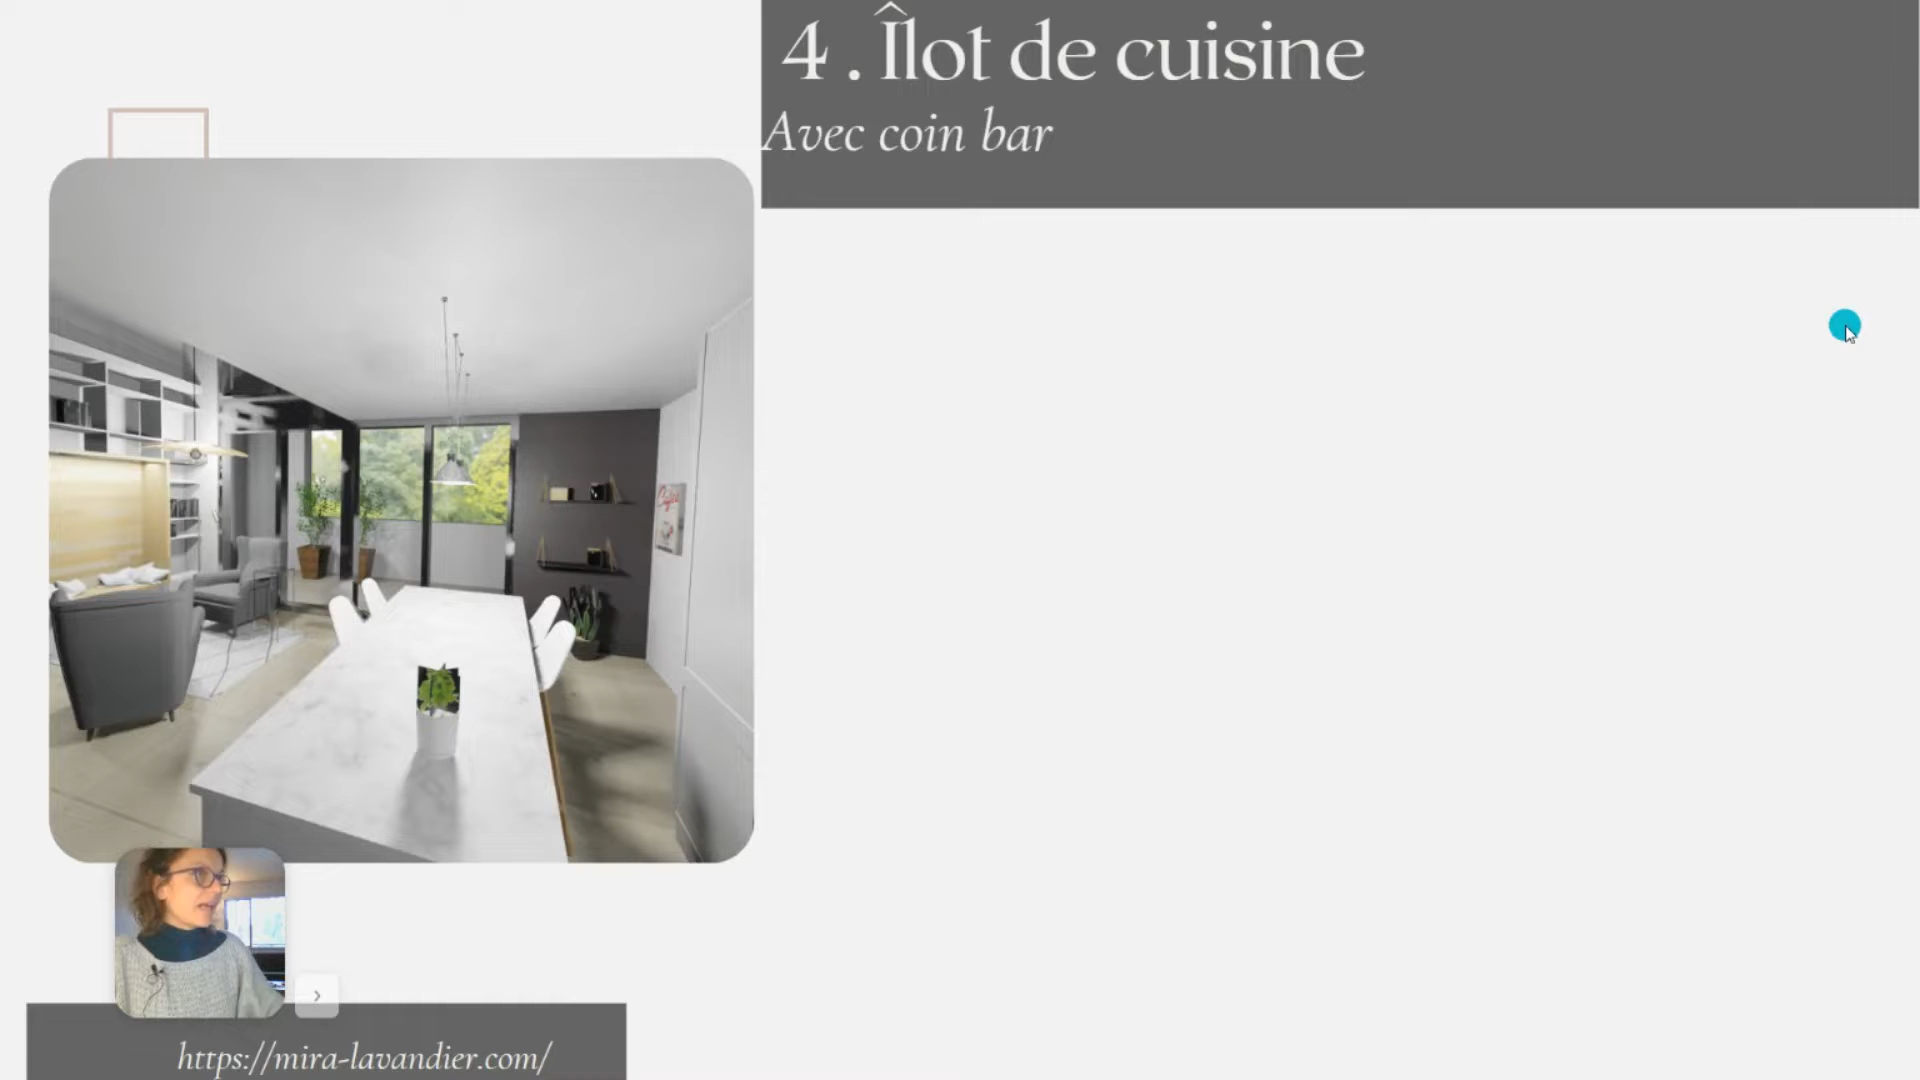 4 . Îlot de cuisine
Avec coin bar
https://mira-lavandier.com/